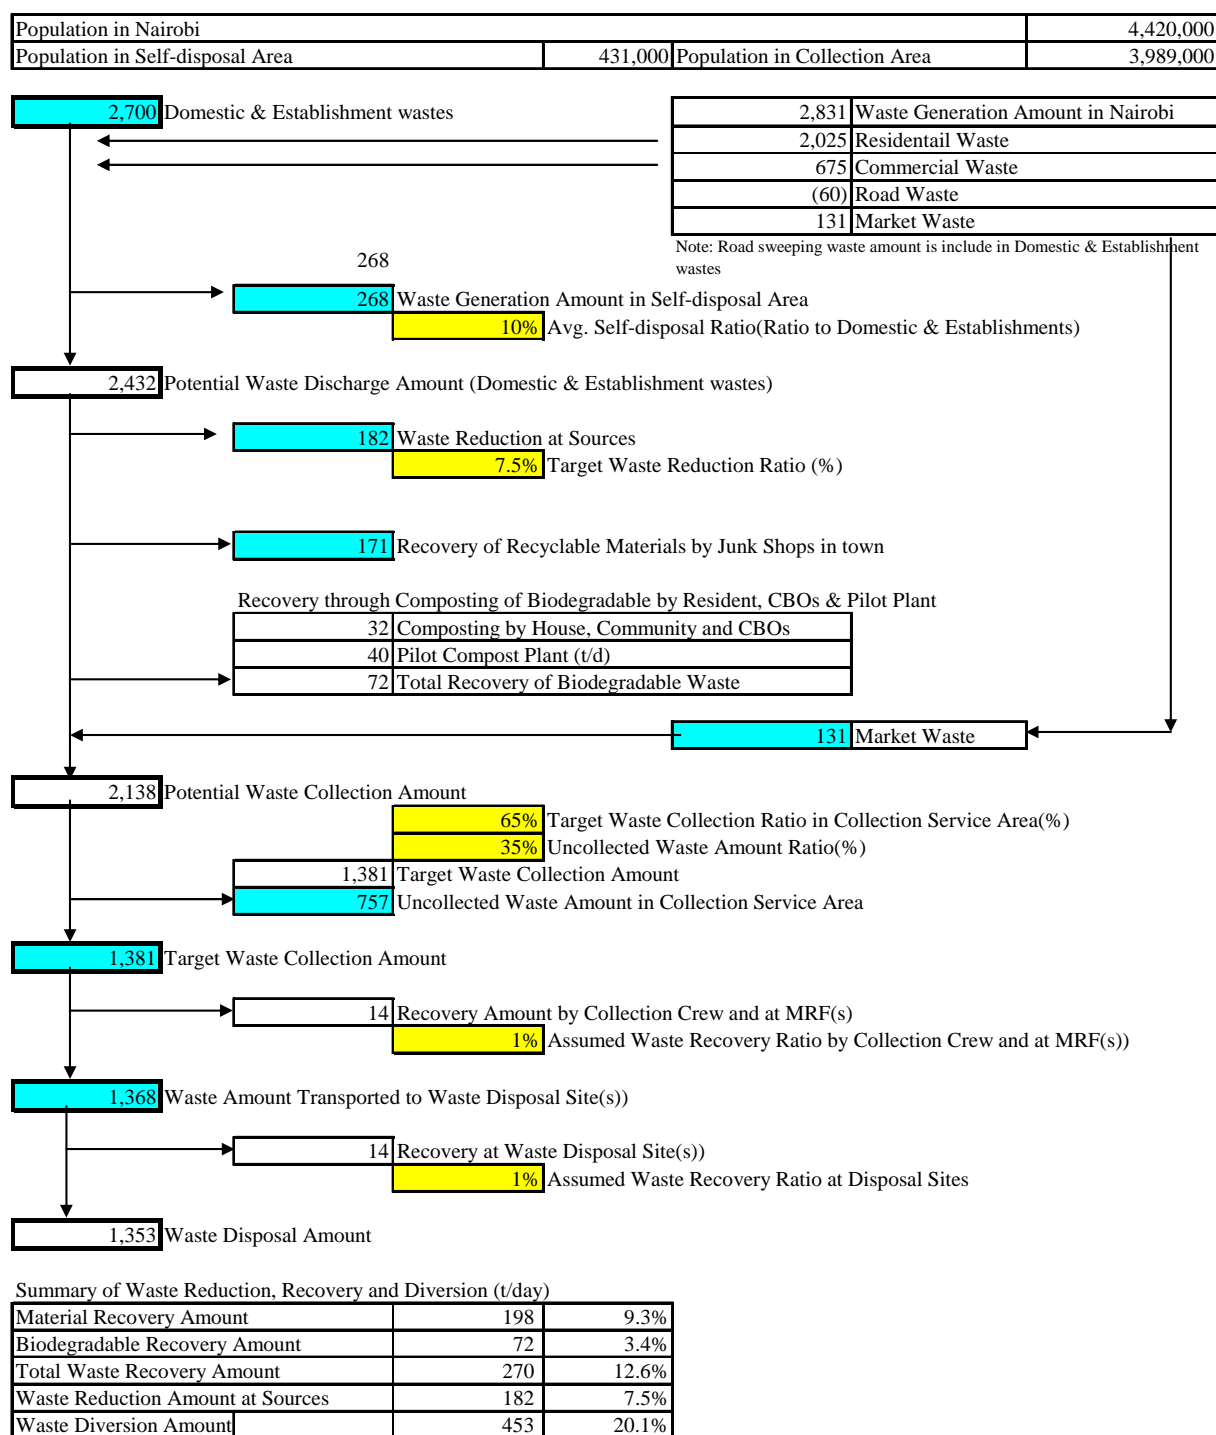 Population in Nairobi 4,420,000
Population in Self-disposal Area 431,000 Population in Collection Area 3,989,000
2,700 Domestic & Establishment wastes
2,831 Waste Generation Amount in Nairobi
2,025 Residentail Waste
675 Commercial Waste
(60) Road Waste
131 Market Waste
Note: Road sweeping waste amount is include in Domestic & Establishment
wastes
268
268 Waste Generation Amount in Self-disposal Area
10% Avg. Self-disposal Ratio(Ratio to Domestic & Establishments)
2,432 Potential Waste Discharge Amount (Domestic & Establishment wastes)
182 Waste Reduction at Sources
7.5% Target Waste Reduction Ratio (%)
171 Recovery of Recyclable Materials by Junk Shops in town
Recovery through Composting of Biodegradable by Resident, CBOs & Pilot Plant
32 Composting by House, Community and CBOs
40 Pilot Compost Plant (t/d)
72 Total Recovery of Biodegradable Waste
131 Market Waste
2,138 Potential Waste Collection Amount
65% Target Waste Collection Ratio in Collection Service Area(%)
35% Uncollected Waste Amount Ratio(%)
1,381 Target Waste Collection Amount
757 Uncollected Waste Amount in Collection Service Area
1,381 Target Waste Collection Amount
14 Recovery Amount by Collection Crew and at MRF(s)
1% Assumed Waste Recovery Ratio by Collection Crew and at MRF(s))
1,368 Waste Amount Transported to Waste Disposal Site(s))
14 Recovery at Waste Disposal Site(s))
1% Assumed Waste Recovery Ratio at Disposal Sites
1,353 Waste Disposal Amount
Summary of Waste Reduction, Recovery and Diversion (t/day)
Material Recovery Amount 198 9.3%
Biodegradable Recovery Amount 72 3.4%
Total Waste Recovery Amount 270 12.6%
Waste Reduction Amount at Sources 182 7.5%
Waste Diversion Amount 453 20.1%